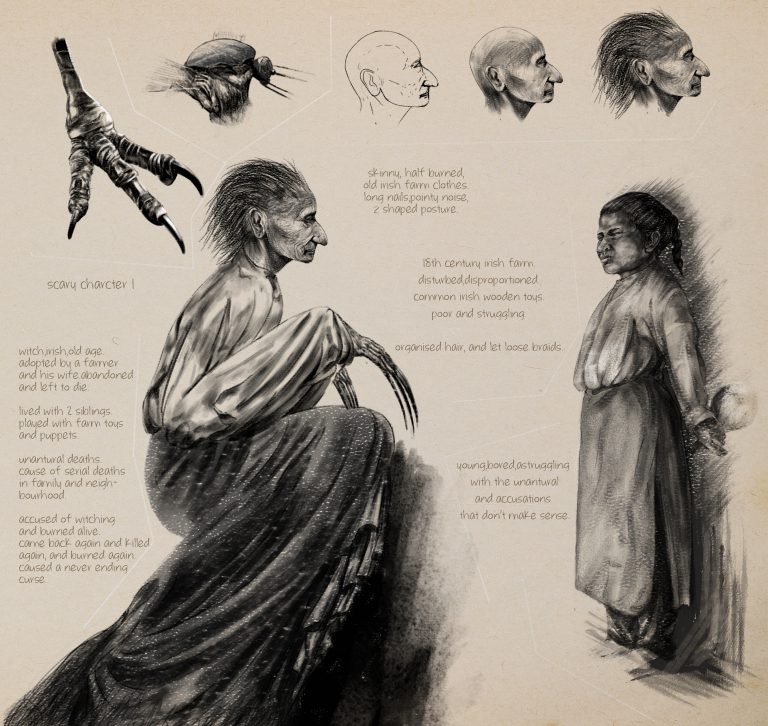 skinny, half burned,
old irish farm clothes.
long nails,pointy noise,
z shaped posture.
18th century irish farm.
disturbed,disproportioned.
common irish wooden toys.
poor and struggling.
organised hair, and let loose braids.
scary charcter 1
witch,irish,old age.
adopted by a farmer
and his wife.abandoned
and left to die.
lived with 2 siblings.
played with farm toys
and puppets.
unantural deaths.
cause of serial deaths
in family and neigh-
bourhood.
accused of witching
and burned alive.
came back again and killed
again, and burned again.
caused a never ending
curse.
young,bored,astruggling
with the unantural
and accusations
that don't make sense.